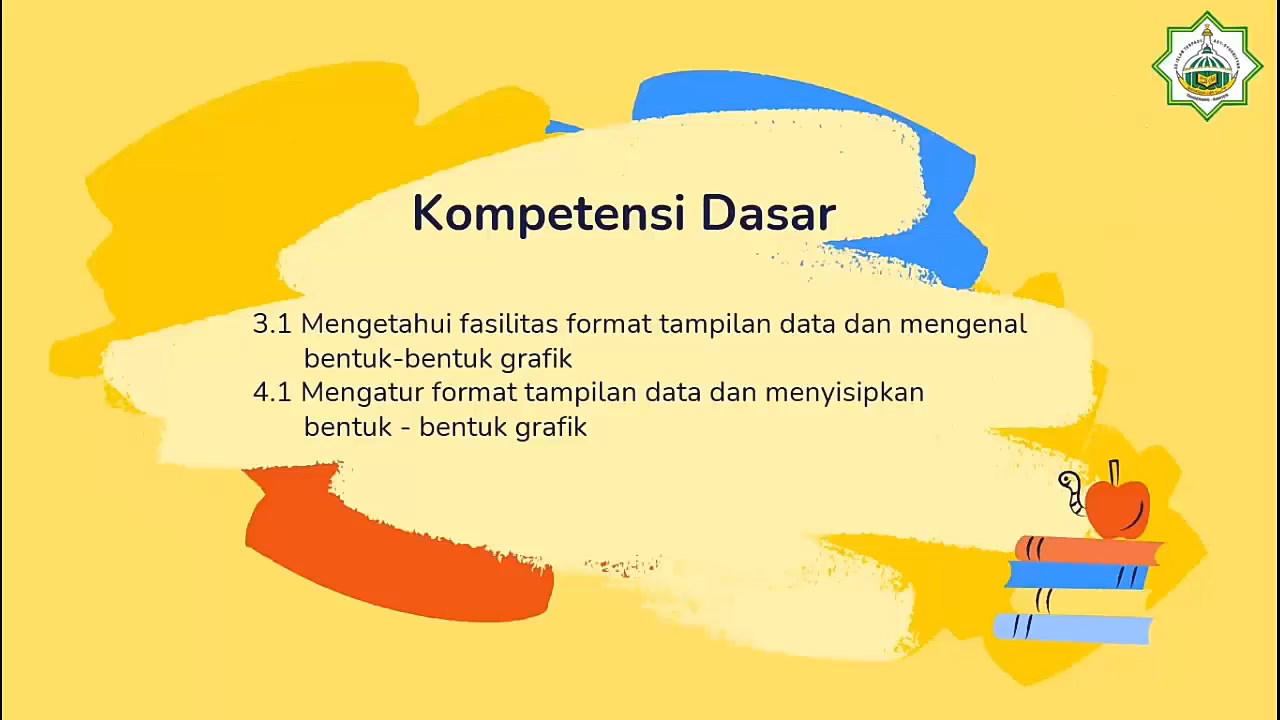 Kompetensi Dasar
3.1 Mengetahui fasilitas format tampilan data dan mengenal
bentuk-bentuk grafik
4.1 Mengatur format tampilan data dan menyisipkan
bentuk - bentuk grafik